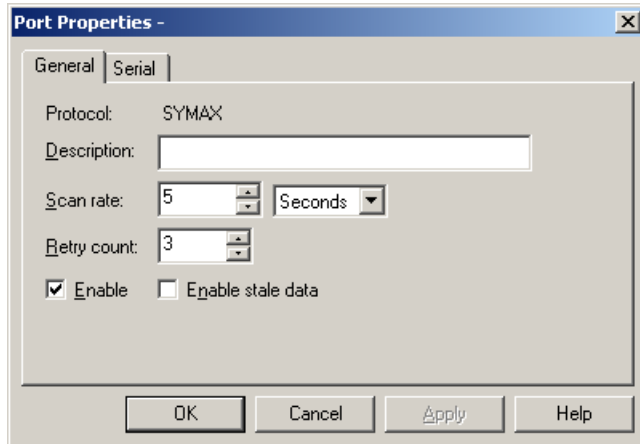 Port Properties -
General Serial
Protocol: SYMAX
Description:
Scan rate: 5 Seconds
Retry count: 3
Enable Enable stale data
OK Cancel Apply Help